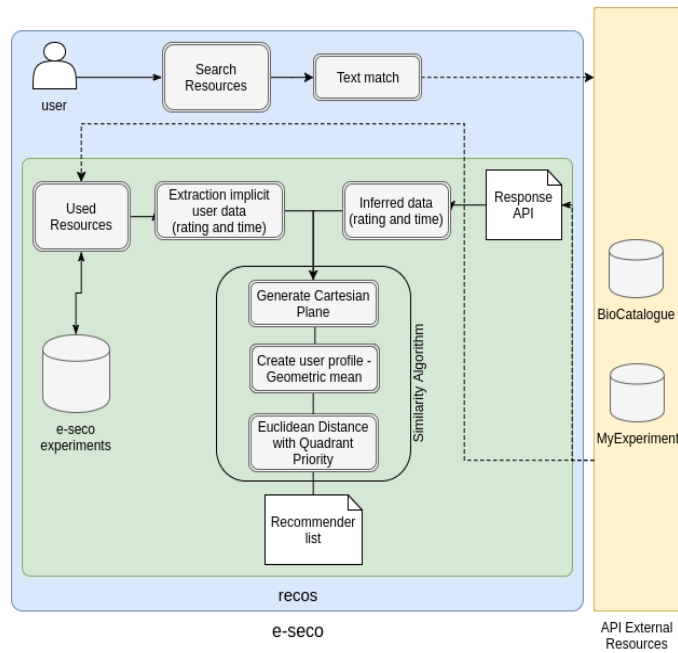 user
Search
Resources
Text match
Used
Resources
Extraction implicit
user data
(rating and time)
Inferred data
(rating and time)
Response
API
BioCatalogue
MyExperiment
e-seco
experiments
Generate Cartesian
Plane
Create user profile -
Geometric mean
Euclidean Distance
with Quadrant
Priority
Similarity Algorithm
Recommender
list
recos
e-seco
API External
Resources